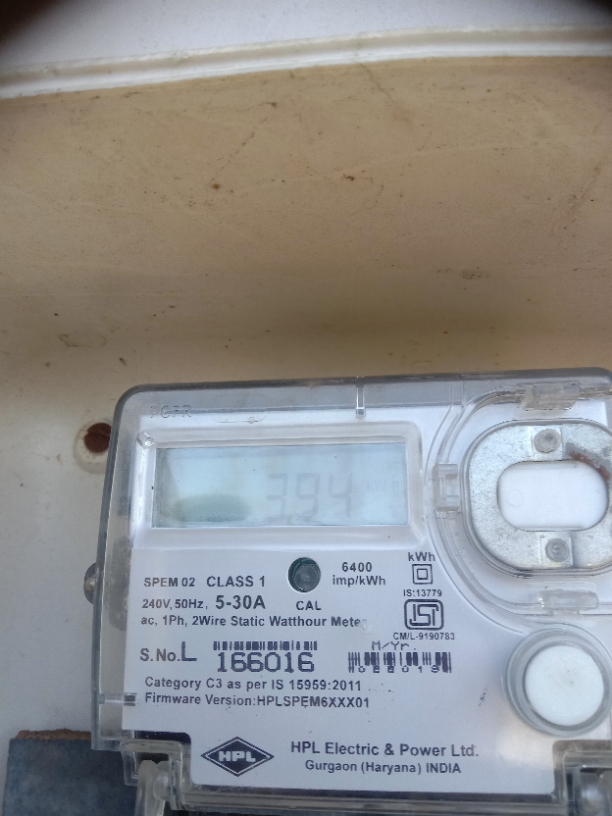 394 kWh
kWh
SPEM 02 CLASS 1
6400
imp/kWh
240V, 50Hz, 5-30A CAL
IS:13779
ISI
ac, 1Ph, 2Wire Static Watthour Meter
CM/L-9190783
M/Yr.
S.No.L 166016
Category C3 as per IS 15959:2011
Firmware Version:HPLSPEM6XXX01
HPL
HPL Electric & Power Ltd.
Gurgaon (Haryana) INDIA